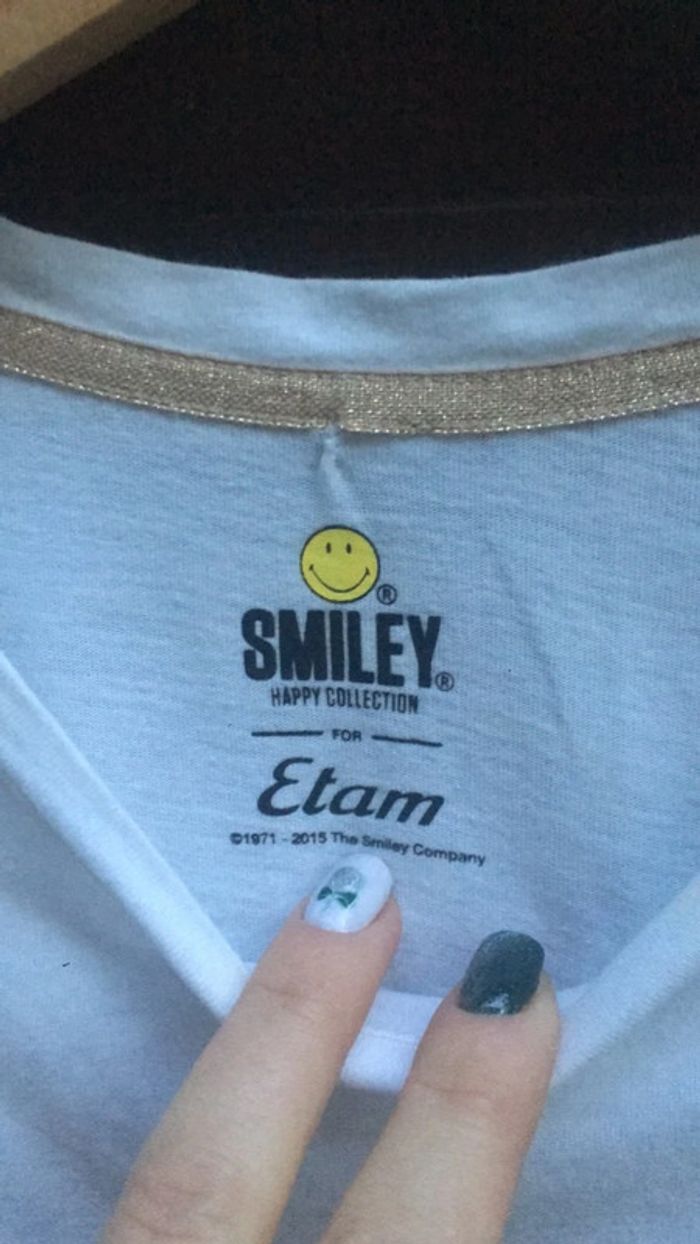 ®
SMILEY®
HAPPY COLLECTION
FOR
Etam
©1971 - 2015 The Smiley Company